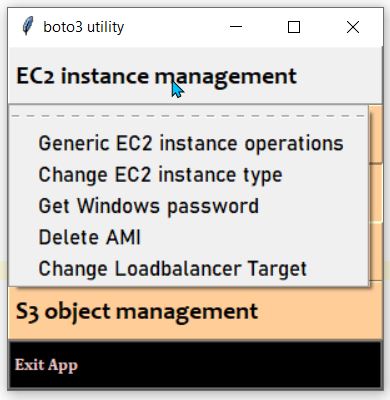 boto3 utility
EC2 instance management
Generic EC2 instance operations
Change EC2 instance type
Get Windows password
Delete AMI
Change Loadbalancer Target
S3 object management
Exit App